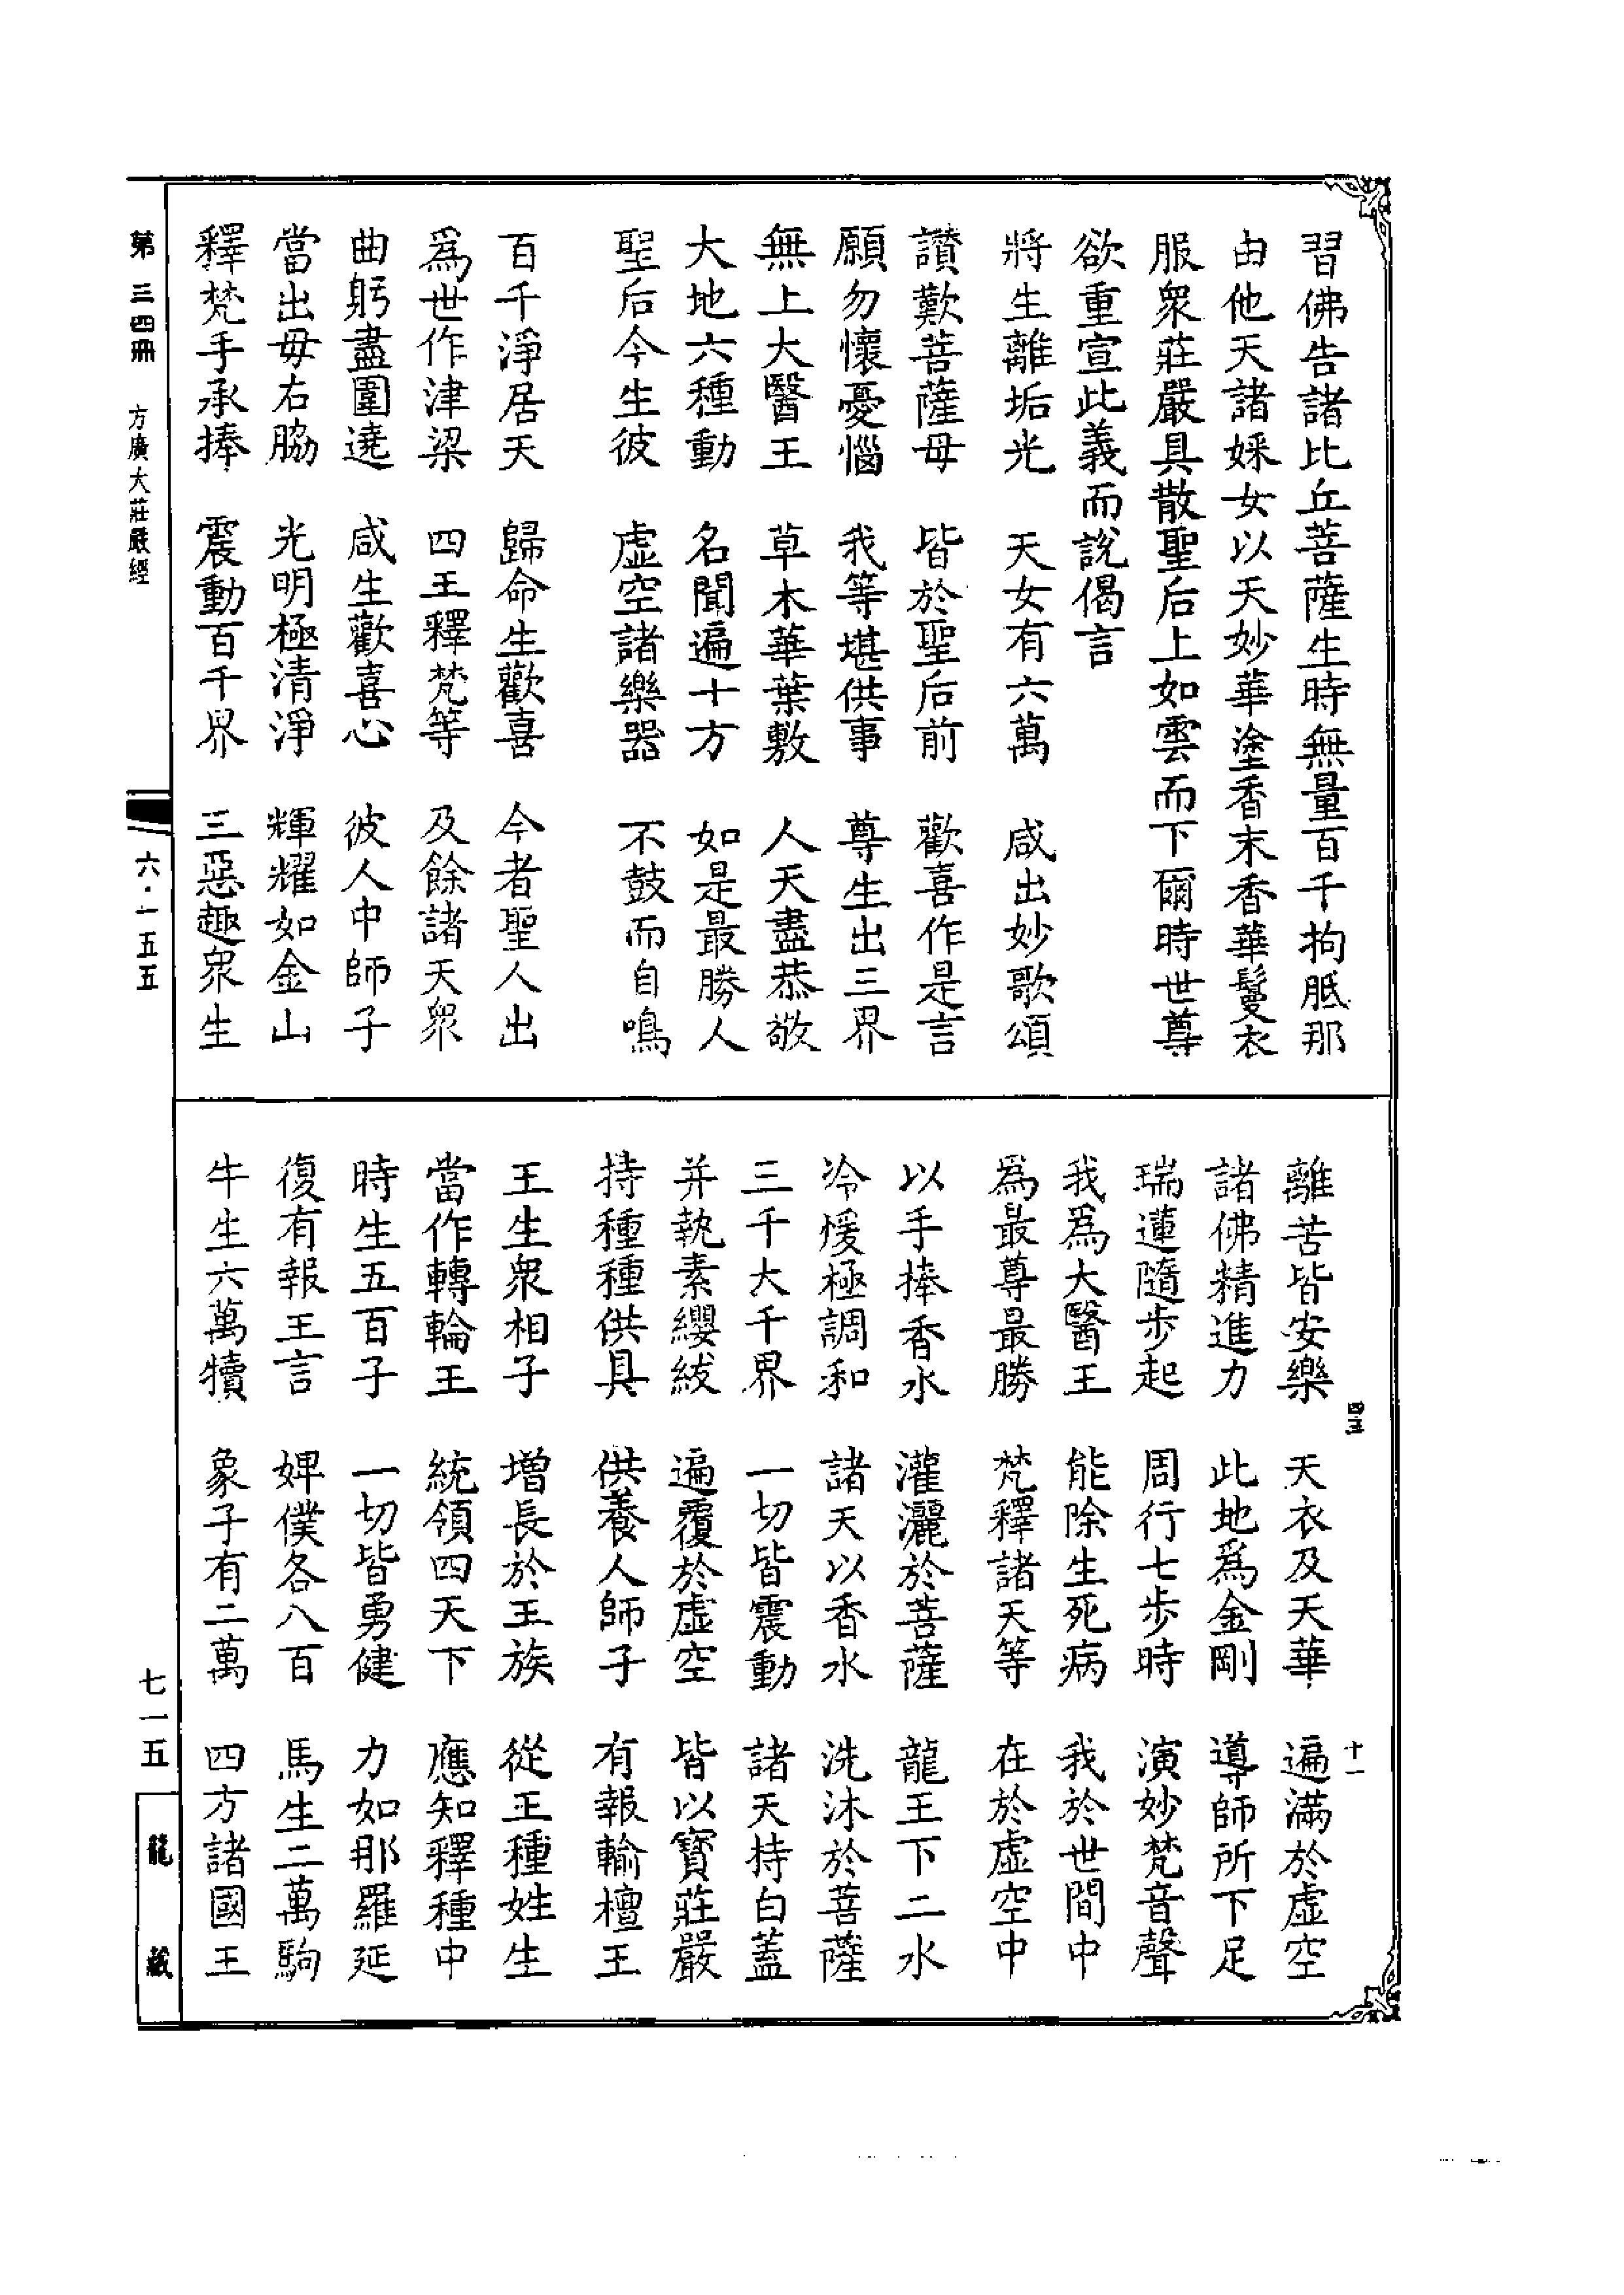 習佛告諸比丘菩薩生時無量百千拘胝那
由他天諸婇女以天妙華塗香末香華鬘衣
服衆莊嚴具散聖后上如雲而下爾時世尊
欲重宣此義而說偈言
將生離垢光　天女有六萬　咸出妙歌頌
讚歎菩薩母　皆於聖后前　歡喜作是言
願勿懷憂惱　我等堪供事　尊生出三界
無上大醫王　草木華葉敷　人天盡恭敬
大地六種動　名聞遍十方　如是最勝人
聖后今生彼　虛空諸樂器　不鼓而自鳴
百千淨居天　歸命生歡喜　今者聖人出
爲世作津梁　四王釋梵等　及餘諸天衆
曲躬盡圍遶　咸生歡喜心　彼人中師子
當出毋右脇　光明極清淨　輝耀如金山
釋梵手承捧　震動百千界　三惡趣衆生
離苦皆安樂　天衣及天華　遍滿於虛空
諸佛精進力　此地爲金剛　導師所下足
瑞蓮隨步起　周行七步時　演妙梵音聲
我爲大醫王　能除生死病　我於世間中
爲最尊最勝　梵釋諸天等　在於虛空中
以手捧香水　灌灑於菩薩　龍王下二水
冷煖極調和　諸天以香水　洗沐於菩薩
三千大千界　一切皆震動　諸天持白蓋
并執素纓紱　遍覆於虛空　皆以寶莊嚴
持種種供具　供養人師子　有報輸檀王
王生衆相子　增長於王族　從王種姓生
當作轉輪王　統領四天下　應知釋種中
時生五百子　一切皆勇健　力如那羅延
復有報王言　婢僕各八百　馬生二萬駒
牛生六萬犢　象子有二萬　四方諸國王
四三
十一
第三四冊　方廣大莊嚴經
六·一五五
七一五
龍藏